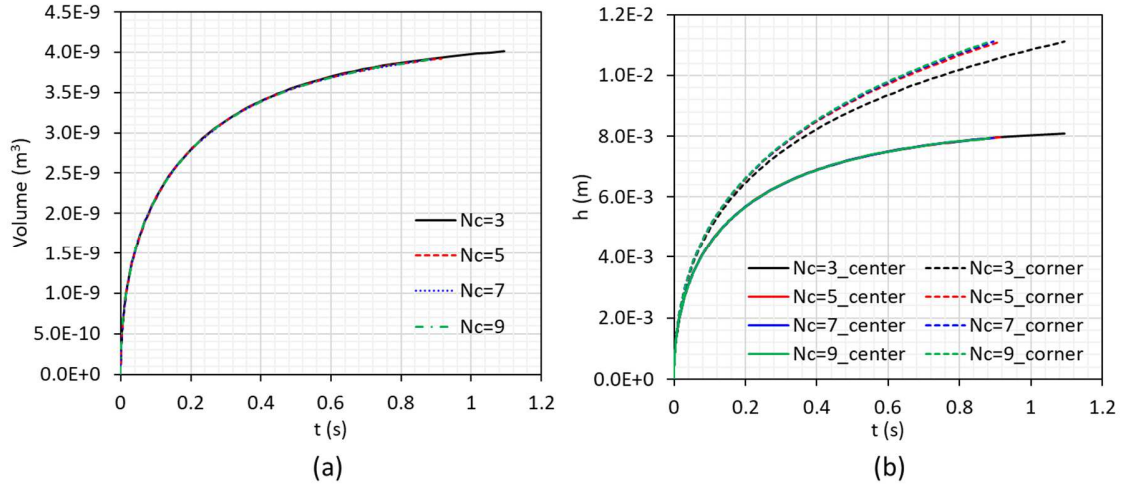 4.5E-9
4.0E-9
3.5E-9
3.0E-9
2.5E-9
2.0E-9
1.5E-9
1.0E-9
5.0E-10
0.0E+0
Volume (m³)
Nc=3
Nc=5
Nc=7
Nc=9
0 0.2 0.4 0.6 0.8 1 1.2
t (s)
(a)
1.2E-2
1.0E-2
8.0E-3
6.0E-3
4.0E-3
2.0E-3
0.0E+0
h (m)
Nc=3_center Nc=3_corner
Nc=5_center Nc=5_corner
Nc=7_center Nc=7_corner
Nc=9_center Nc=9_corner
0 0.2 0.4 0.6 0.8 1 1.2
t (s)
(b)